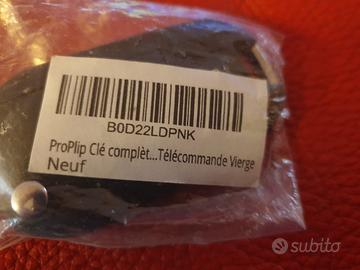 B0D22LDPNK
ProPlip Clé complèt...Télécommande Vierge
Neuf
subito